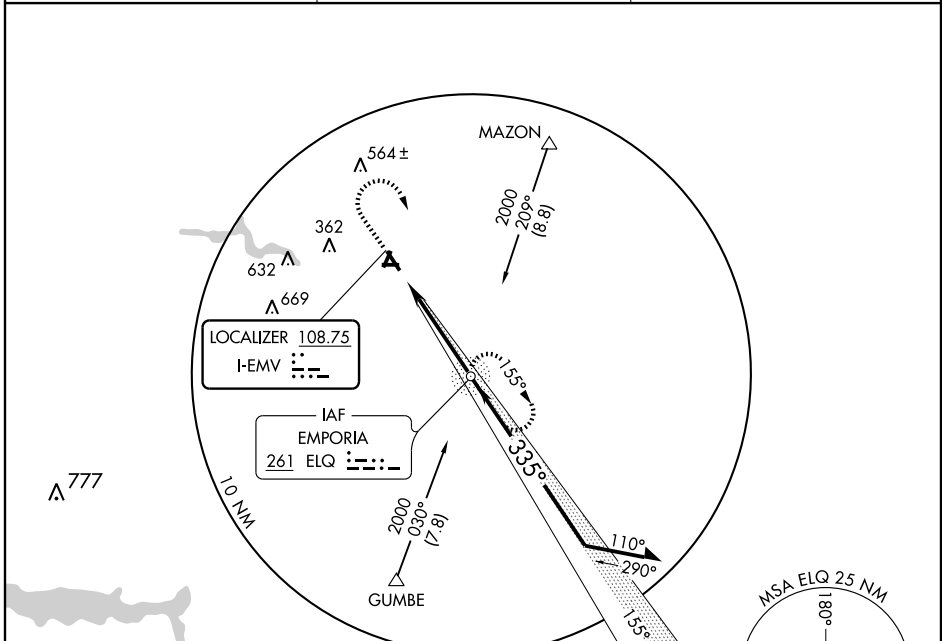 MAZON
564±
2000
209°
(8.8)
362
632
669
LOCALIZER 108.75
I-EMV
155°
IAF
EMPORIA
261 ELQ
335°
777
10 NM
2000
030°
(7.8)
110°
290°
GUMBE
155°
MSA ELQ 25 NM
180°